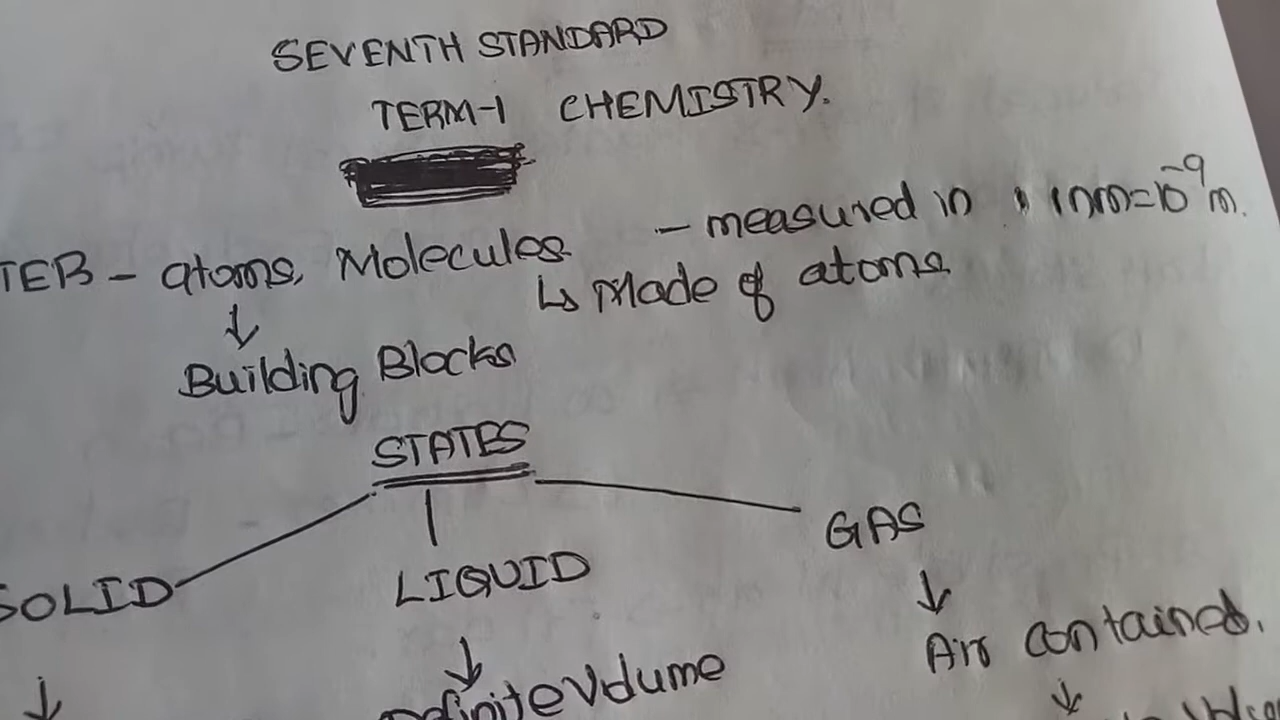 SEVENTH STANDARD
TERM-1 CHEMISTRY.
TER - atoms, Molecules - measured in 1nm=10⁻⁹m.
↳ Made of atoms
↓
Building Blocks
STATES
SOLID LIQUID GAS
↓ ↓ ↓
Definite Volume Air contained.
↓